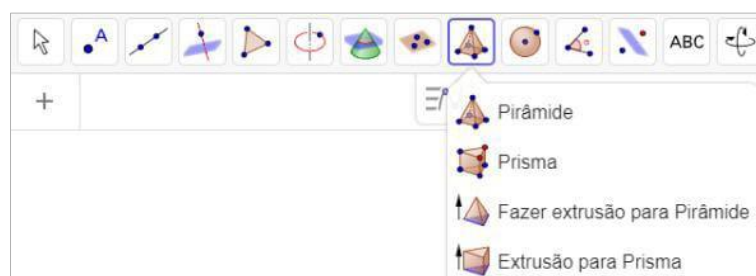 A
ABC
+
Pirâmide
Prisma
Fazer extrusão para Pirâmide
Extrusão para Prisma